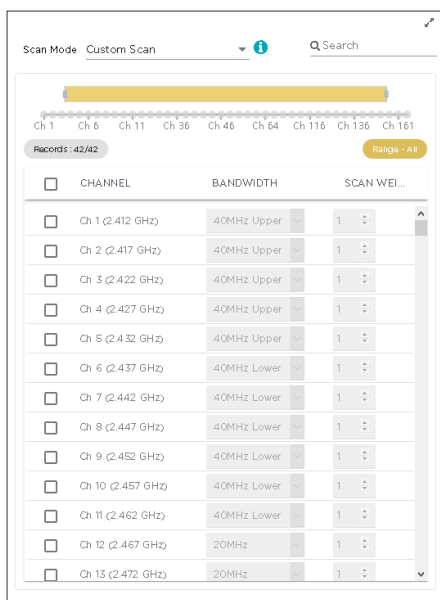 Scan Mode Custom Scan Search
Ch 1 Ch 6 Ch 11 Ch 36 Ch 46 Ch 64 Ch 116 Ch 136 Ch 161
Records : 42/42 Range - All
CHANNEL BANDWIDTH SCAN WEI...
Ch 1 (2.412 GHz) 40MHz Upper 1
Ch 2 (2.417 GHz) 40MHz Upper 1
Ch 3 (2.422 GHz) 40MHz Upper 1
Ch 4 (2.427 GHz) 40MHz Upper 1
Ch 5 (2.432 GHz) 40MHz Upper 1
Ch 6 (2.437 GHz) 40MHz Lower 1
Ch 7 (2.442 GHz) 40MHz Lower 1
Ch 8 (2.447 GHz) 40MHz Lower 1
Ch 9 (2.452 GHz) 40MHz Lower 1
Ch 10 (2.457 GHz) 40MHz Lower 1
Ch 11 (2.462 GHz) 40MHz Lower 1
Ch 12 (2.467 GHz) 20MHz 1
Ch 13 (2.472 GHz) 20MHz 1